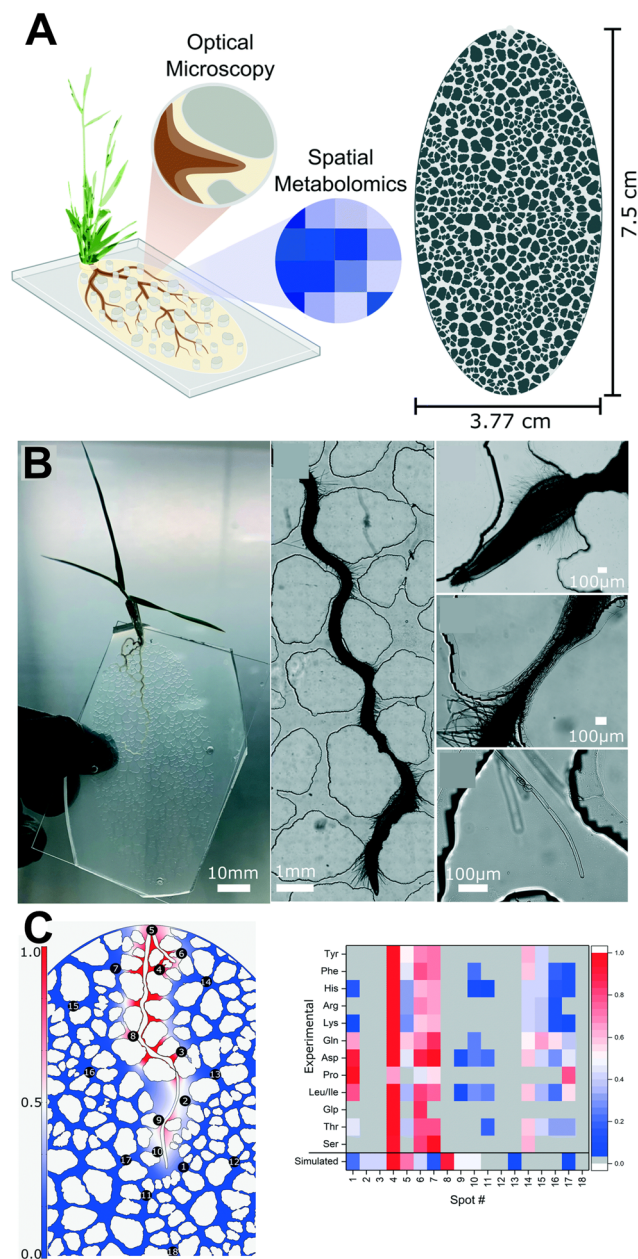 A
Optical
Microscopy
Spatial
Metabolomics
7.5 cm
3.77 cm
B
10mm
1mm
100μm
100μm
100μm
C
1.0
0.5
0.0
5
6
7
4
14
15
8
3
16
13
2
9
10
17
1
12
11
18
Experimental
Tyr
Phe
His
Arg
Lys
Gln
Asp
Pro
Leu/Ile
Glp
Thr
Ser
Simulated
1 2 3 4 5 6 7 8 9 10 11 12 13 14 15 16 17 18
Spot #
1.0
0.8
0.6
0.4
0.2
0.0